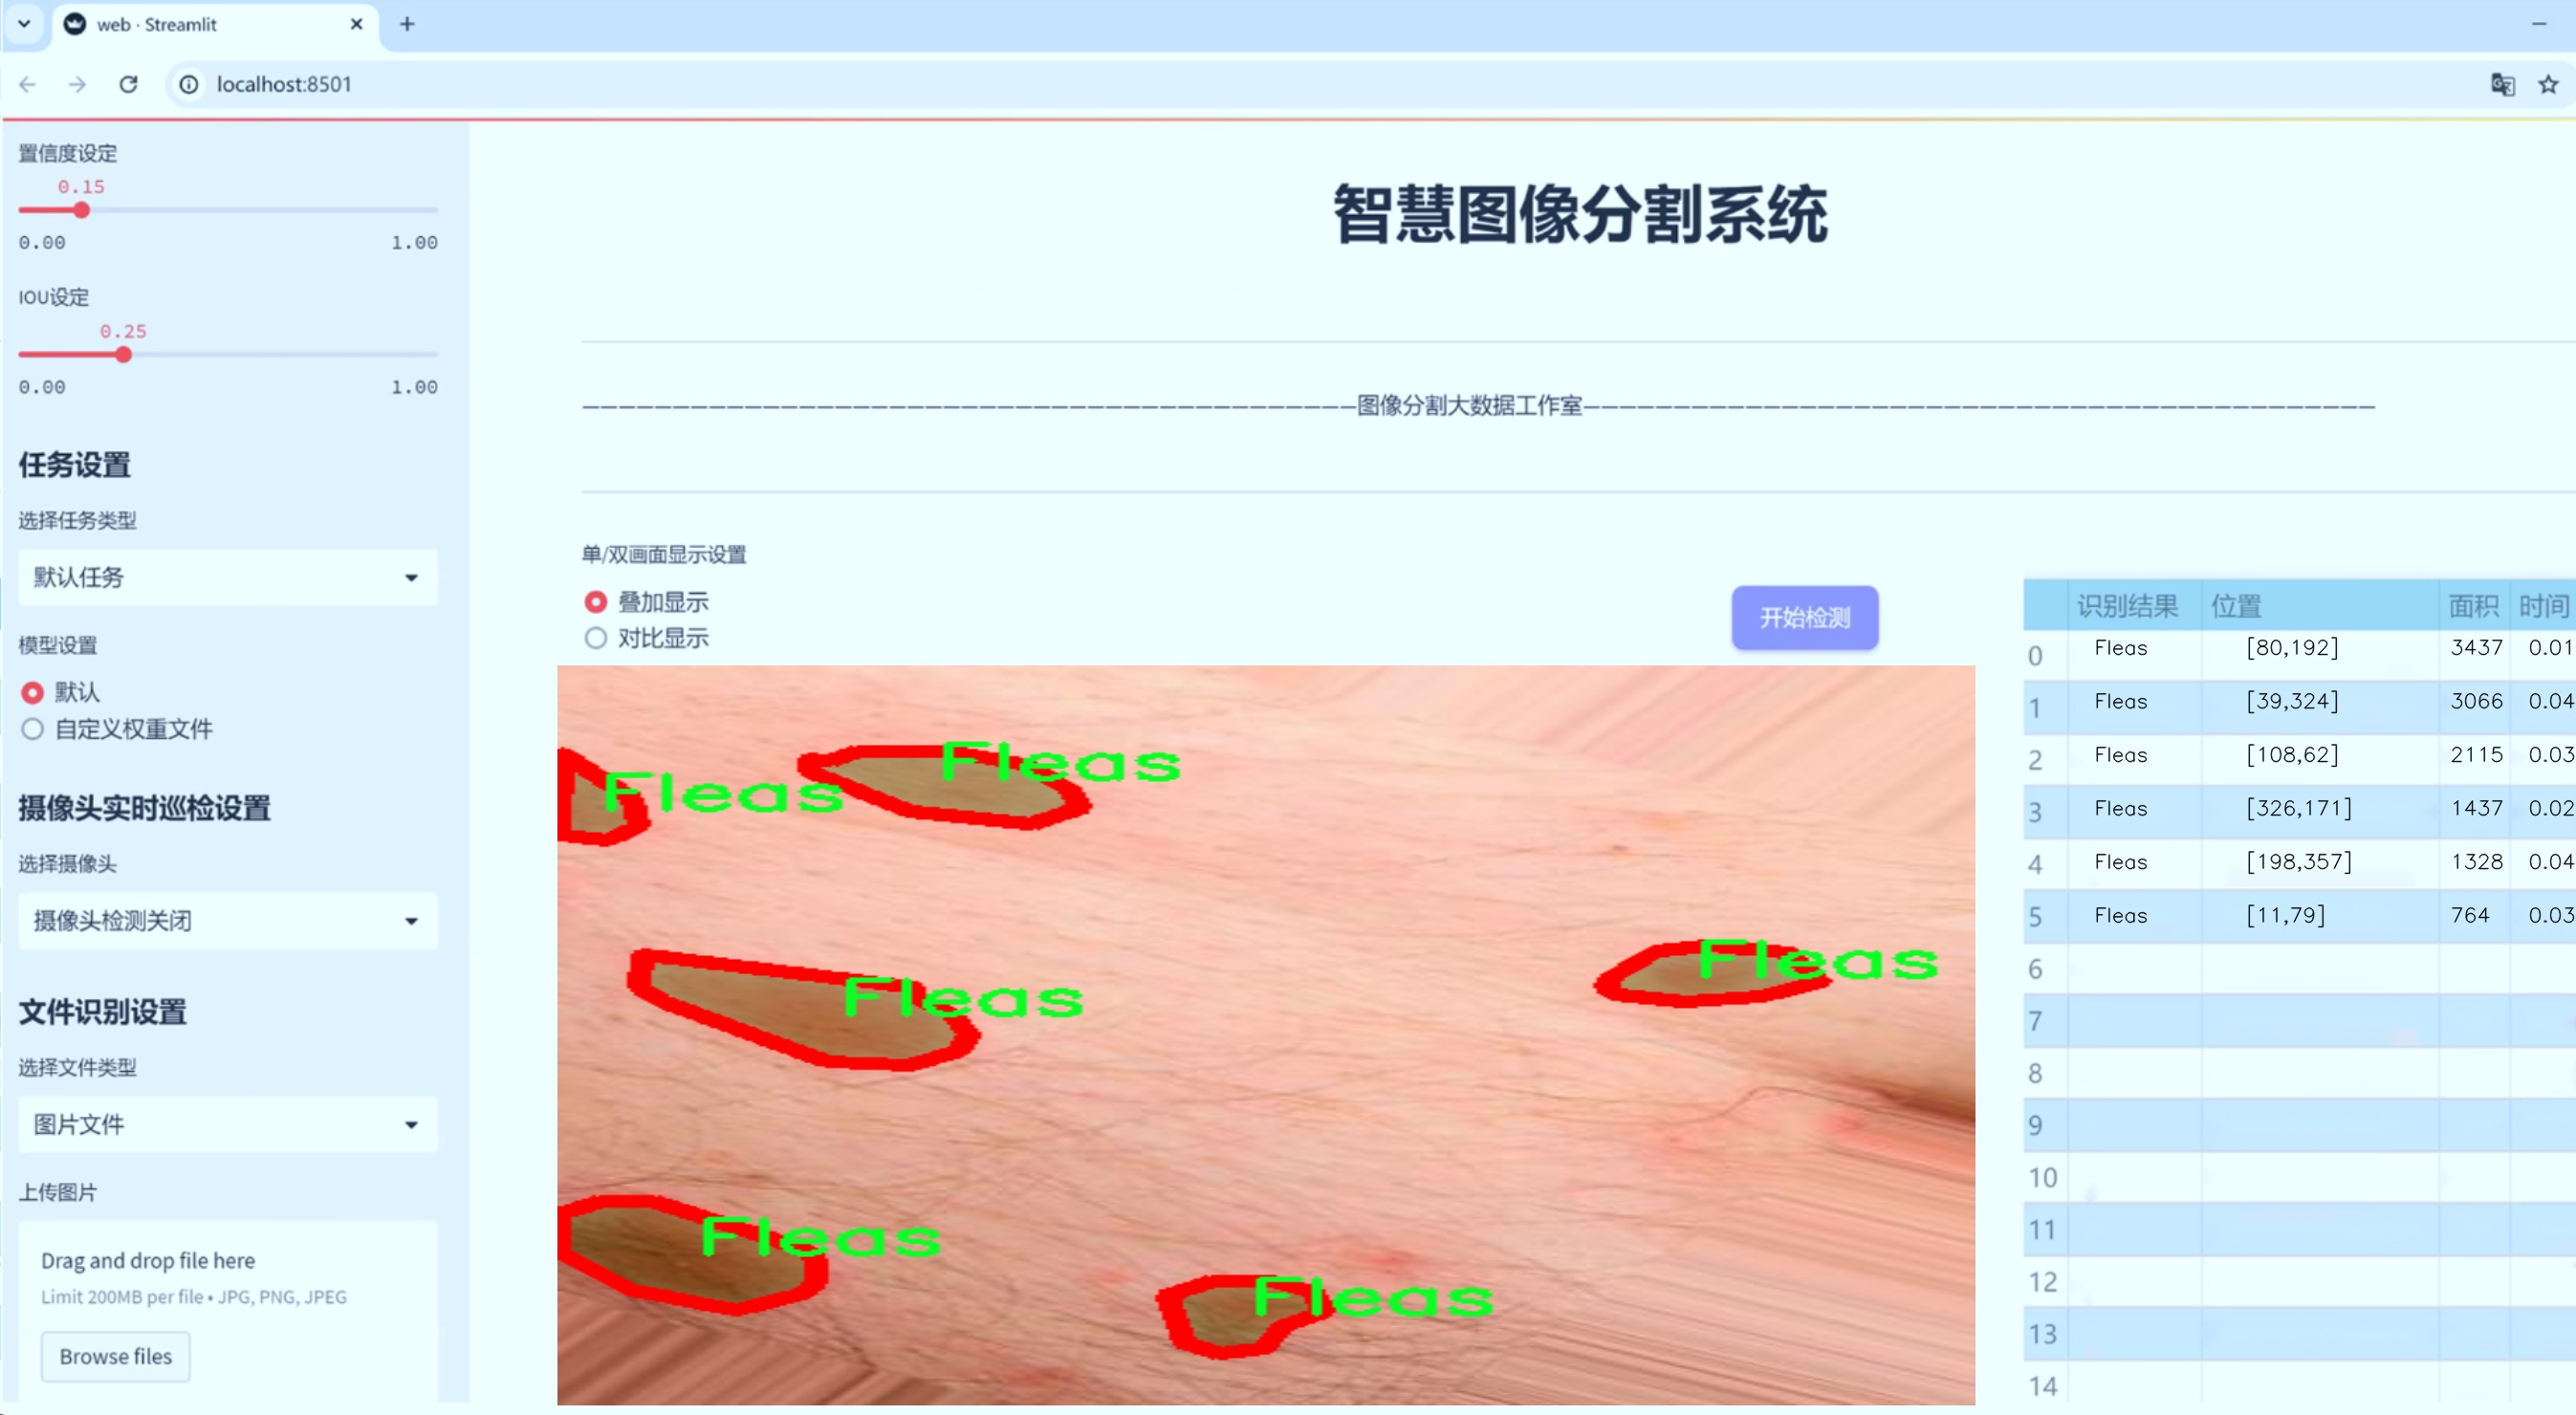 web · Streamlit
localhost:8501
置信度设定
0.15
0.00 1.00
IOU设定
0.25
0.00 1.00
任务设置
选择任务类型
默认任务
模型设置
默认
自定义权重文件
摄像头实时巡检设置
选择摄像头
摄像头检测关闭
文件识别设置
选择文件类型
图片文件
上传图片
Drag and drop file here
Limit 200MB per file • JPG, PNG, JPEG
Browse files
智慧图像分割系统
图像分割大数据工作室
单/双画面显示设置
叠加显示
对比显示
开始检测
Fleas
Fleas
Fleas
Fleas
Fleas
Fleas
识别结果 位置 面积 时间
0 Fleas [80,192] 3437 0.01
1 Fleas [39,324] 3066 0.04
2 Fleas [108,62] 2115 0.03
3 Fleas [326,171] 1437 0.02
4 Fleas [198,357] 1328 0.04
5 Fleas [11,79] 764 0.03
6
7
8
9
10
11
12
13
14